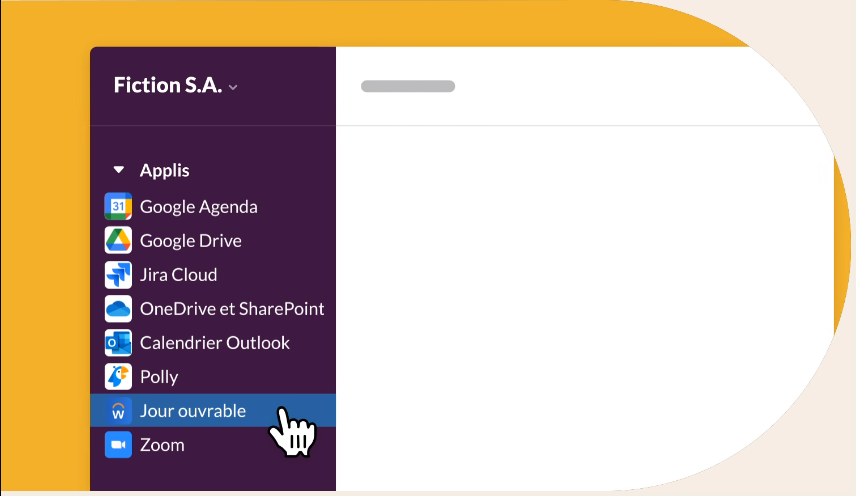 Fiction S.A.
Applis
31 Google Agenda
Google Drive
Jira Cloud
OneDrive et SharePoint
Calendrier Outlook
Polly
Jour ouvrable
Zoom